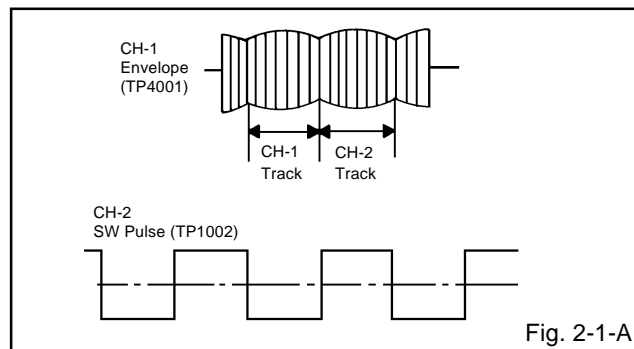 CH-1
Envelope
(TP4001)
CH-1
Track
CH-2
Track
CH-2
SW Pulse (TP1002)
Fig. 2-1-A